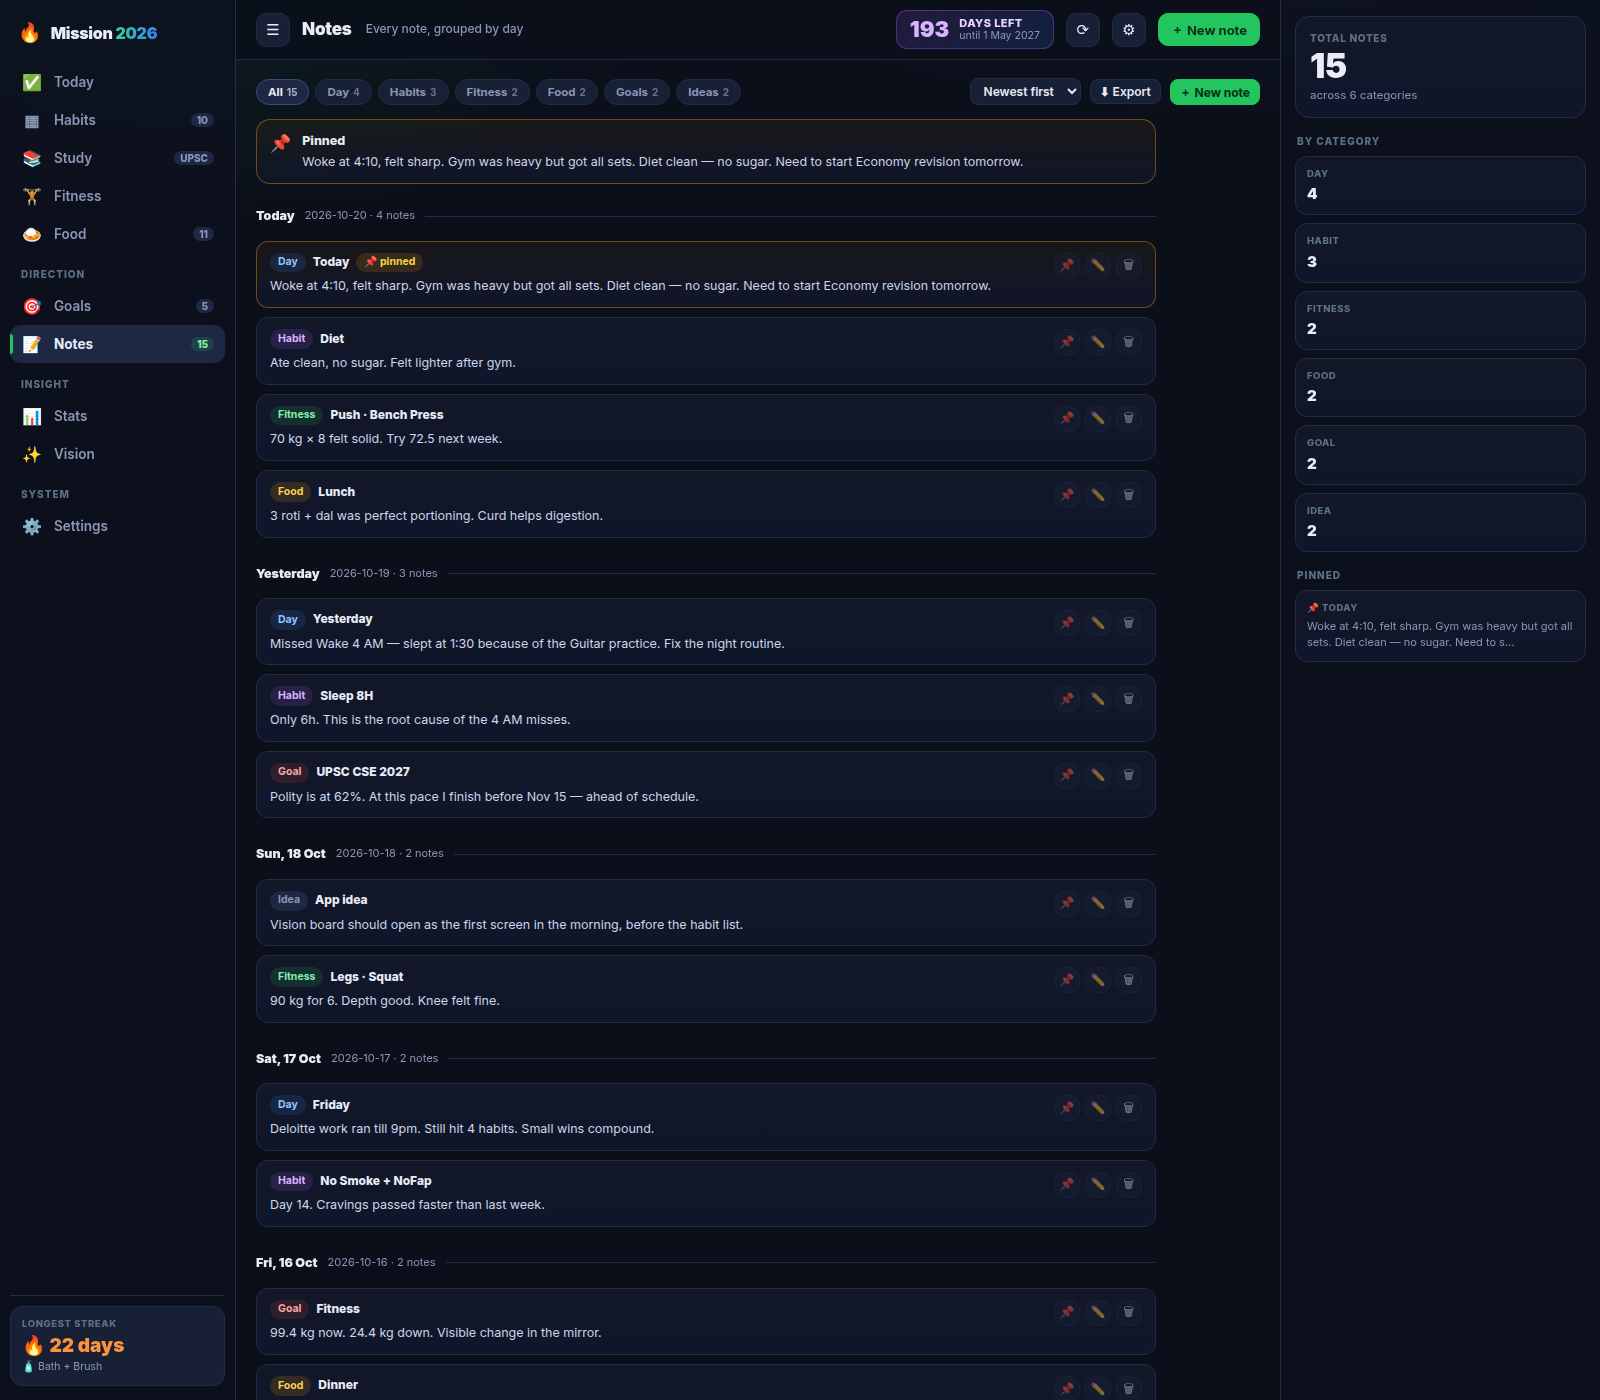 Mission 2026
Today
Habits 10
Study UPSC
Fitness
Food 11
DIRECTION
Goals 5
Notes 15
INSIGHT
Stats
Vision
SYSTEM
Settings
LONGEST STREAK
22 days
Bath + Brush
Notes Every note, grouped by day
193 DAYS LEFT
until 1 May 2027
+ New note
All 15 Day 4 Habits 3 Fitness 2 Food 2 Goals 2 Ideas 2
Newest first Export + New note
Pinned
Woke at 4:10, felt sharp. Gym was heavy but got all sets. Diet clean — no sugar. Need to start Economy revision tomorrow.
Today 2026-10-20 · 4 notes
Day Today pinned
Woke at 4:10, felt sharp. Gym was heavy but got all sets. Diet clean — no sugar. Need to start Economy revision tomorrow.
Habit Diet
Ate clean, no sugar. Felt lighter after gym.
Fitness Push · Bench Press
70 kg × 8 felt solid. Try 72.5 next week.
Food Lunch
3 roti + dal was perfect portioning. Curd helps digestion.
Yesterday 2026-10-19 · 3 notes
Day Yesterday
Missed Wake 4 AM — slept at 1:30 because of the Guitar practice. Fix the night routine.
Habit Sleep 8H
Only 6h. This is the root cause of the 4 AM misses.
Goal UPSC CSE 2027
Polity is at 62%. At this pace I finish before Nov 15 — ahead of schedule.
Sun, 18 Oct 2026-10-18 · 2 notes
Idea App idea
Vision board should open as the first screen in the morning, before the habit list.
Fitness Legs · Squat
90 kg for 6. Depth good. Knee felt fine.
Sat, 17 Oct 2026-10-17 · 2 notes
Day Friday
Deloitte work ran till 9pm. Still hit 4 habits. Small wins compound.
Habit No Smoke + NoFap
Day 14. Cravings passed faster than last week.
Fri, 16 Oct 2026-10-16 · 2 notes
Goal Fitness
99.4 kg now. 24.4 kg down. Visible change in the mirror.
Food Dinner
TOTAL NOTES
15
across 6 categories
BY CATEGORY
DAY
4
HABIT
3
FITNESS
2
FOOD
2
GOAL
2
IDEA
2
PINNED
TODAY
Woke at 4:10, felt sharp. Gym was heavy but got all
sets. Diet clean — no sugar. Need to s...